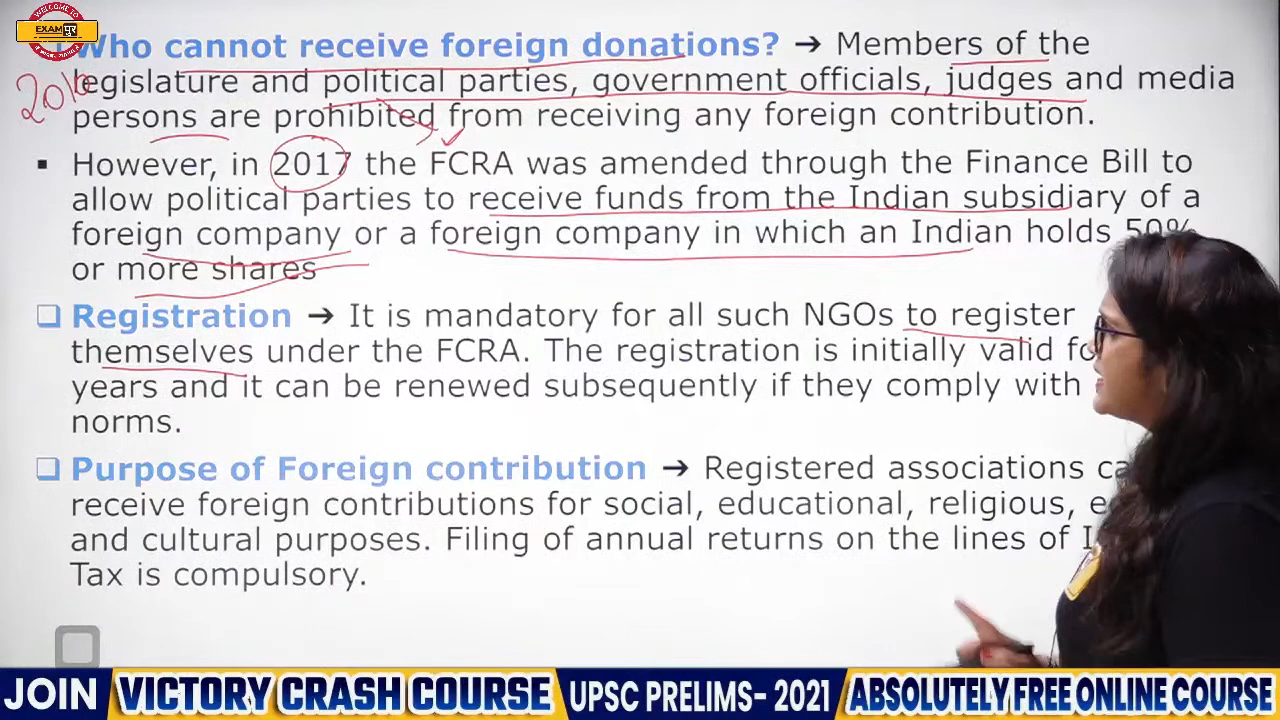 WELCOME TO
EXAMपुर
Who cannot receive foreign donations? → Members of the
2010
legislature and political parties, government officials, judges and media
persons are prohibited from receiving any foreign contribution.
▪ However, in 2017 the FCRA was amended through the Finance Bill to
allow political parties to receive funds from the Indian subsidiary of a
foreign company or a foreign company in which an Indian holds 50%
or more shares
❑ Registration → It is mandatory for all such NGOs to register
themselves under the FCRA. The registration is initially valid
years and it can be renewed subsequently if they comply with
norms.
❑ Purpose of Foreign contribution → Registered associations
receive foreign contributions for social, educational, religious,
and cultural purposes. Filing of annual returns on the lines of
Tax is compulsory.
JOIN VICTORY CRASH COURSE UPSC PRELIMS- 2021 ABSOLUTELY FREE ONLINE COURSE